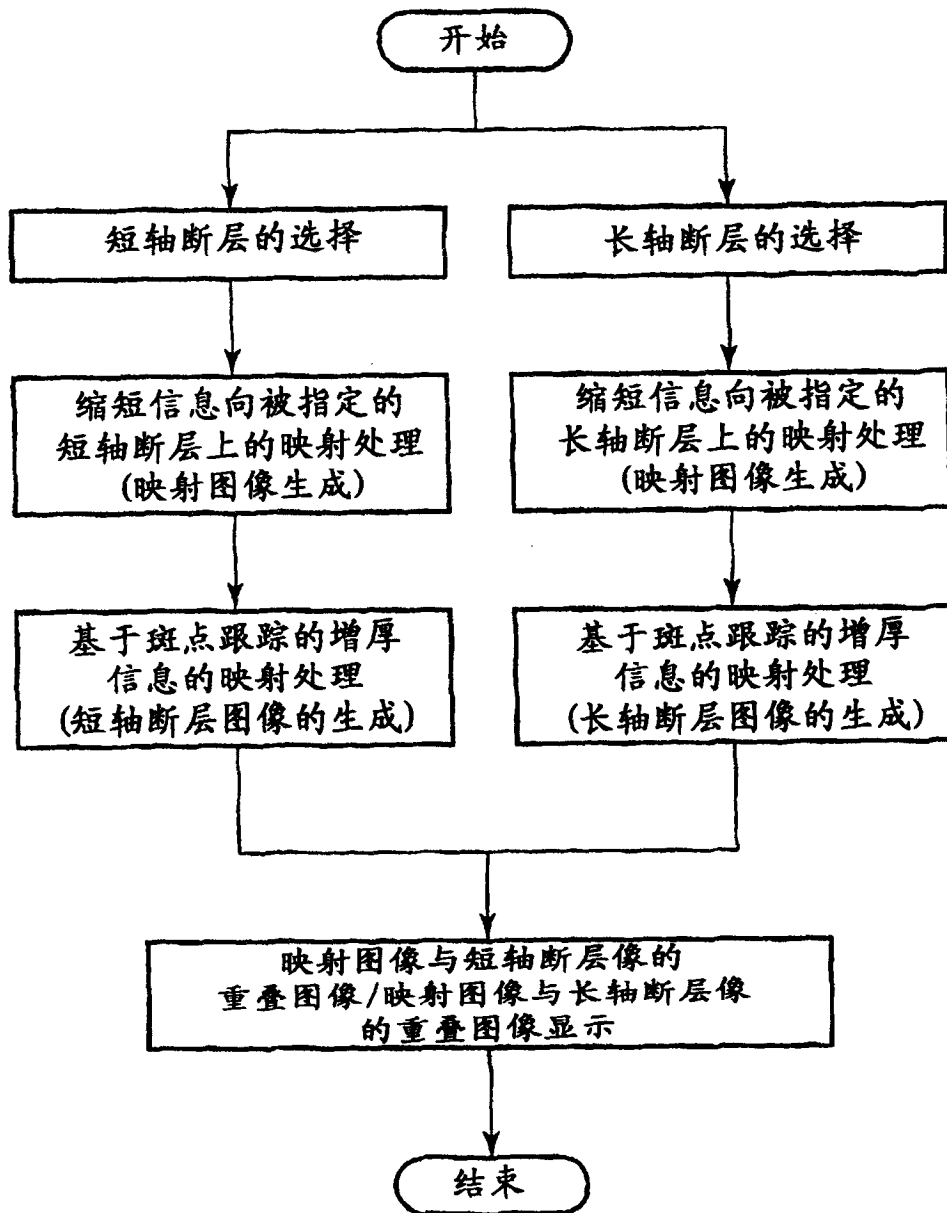 开始
短轴断层的选择
长轴断层的选择
缩短信息向被指定的
短轴断层上的映射处理
(映射图像生成)
缩短信息向被指定的
长轴断层上的映射处理
(映射图像生成)
基于斑点跟踪的增厚
信息的映射处理
(短轴断层图像的生成)
基于斑点跟踪的增厚
信息的映射处理
(长轴断层图像的生成)
映射图像与短轴断层像的
重叠图像/映射图像与长轴断层像
的重叠图像显示
结束